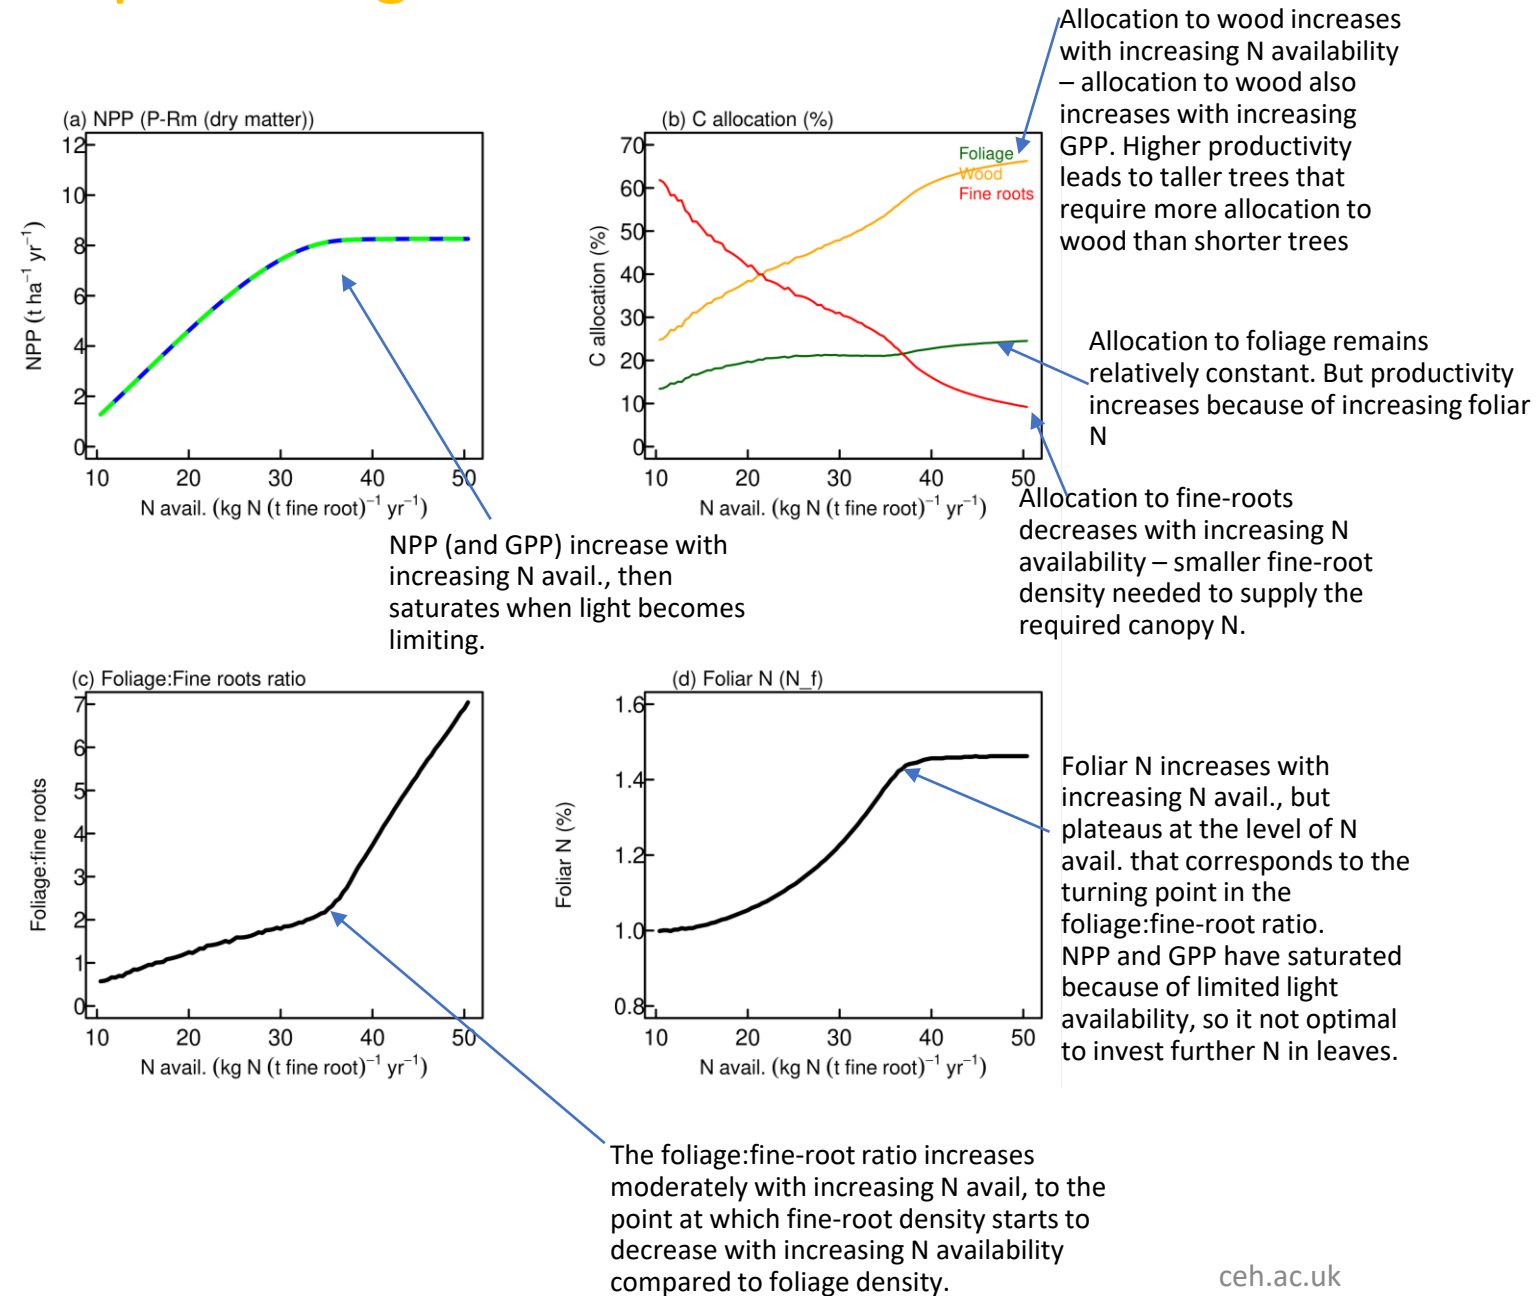 Allocation to wood increases
with increasing N availability
– allocation to wood also
increases with increasing
GPP. Higher productivity
leads to taller trees that
require more allocation to
wood than shorter trees
(a) NPP (P-Rm (dry matter))
NPP (t ha⁻¹ yr⁻¹)
12
10
8
6
4
2
0
10 20 30 40 50
N avail. (kg N (t fine root)⁻¹ yr⁻¹)
(b) C allocation (%)
C allocation (%)
70
60
50
40
30
20
10
0
Foliage
Wood
Fine roots
10 20 30 40 50
N avail. (kg N (t fine root)⁻¹ yr⁻¹)
Allocation to foliage remains
relatively constant. But productivity
increases because of increasing foliar
N
Allocation to fine-roots
decreases with increasing N
availability – smaller fine-root
density needed to supply the
required canopy N.
NPP (and GPP) increase with
increasing N avail., then
saturates when light becomes
limiting.
(c) Foliage:Fine roots ratio
Foliage:fine roots
7
6
5
4
3
2
1
0
10 20 30 40 50
N avail. (kg N (t fine root)⁻¹ yr⁻¹)
(d) Foliar N (N_f)
Foliar N (%)
1.6
1.4
1.2
1.0
0.8
10 20 30 40 50
N avail. (kg N (t fine root)⁻¹ yr⁻¹)
Foliar N increases with
increasing N avail., but
plateaus at the level of N
avail. that corresponds to the
turning point in the
foliage:fine-root ratio.
NPP and GPP have saturated
because of limited light
availability, so it not optimal
to invest further N in leaves.
The foliage:fine-root ratio increases
moderately with increasing N avail, to the
point at which fine-root density starts to
decrease with increasing N availability
compared to foliage density.
ceh.ac.uk